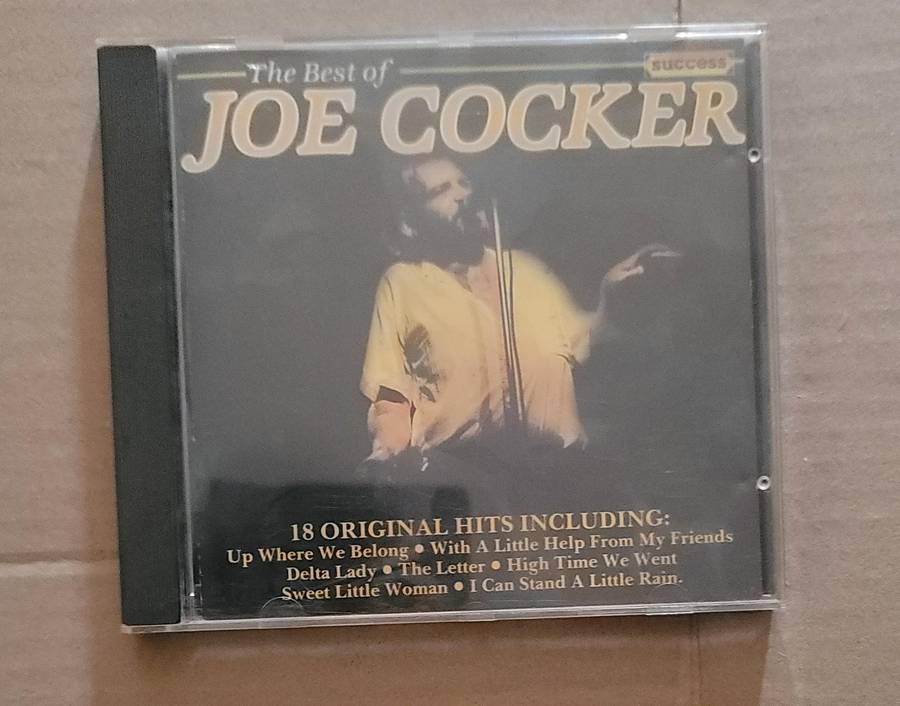 The Best of
success
JOE COCKER
18 ORIGINAL HITS INCLUDING:
Up Where We Belong • With A Little Help From My Friends
Delta Lady • The Letter • High Time We Went
Sweet Little Woman • I Can Stand A Little Rain.